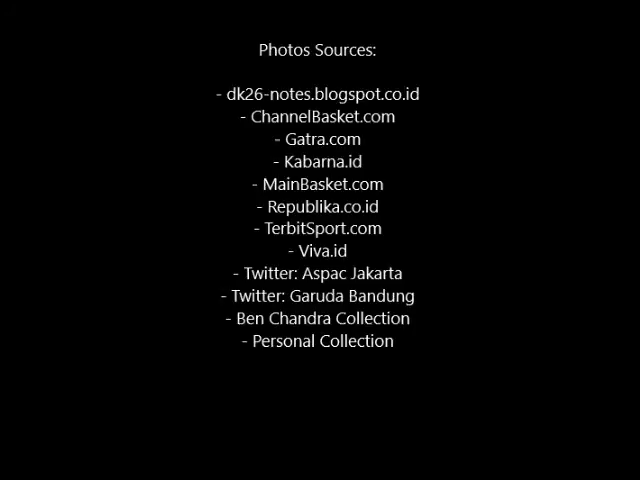 Photos Sources:
- dk26-notes.blogspot.co.id
- ChannelBasket.com
- Gatra.com
- Kabarna.id
- MainBasket.com
- Republika.co.id
- TerbitSport.com
- Viva.id
- Twitter: Aspac Jakarta
- Twitter: Garuda Bandung
- Ben Chandra Collection
- Personal Collection